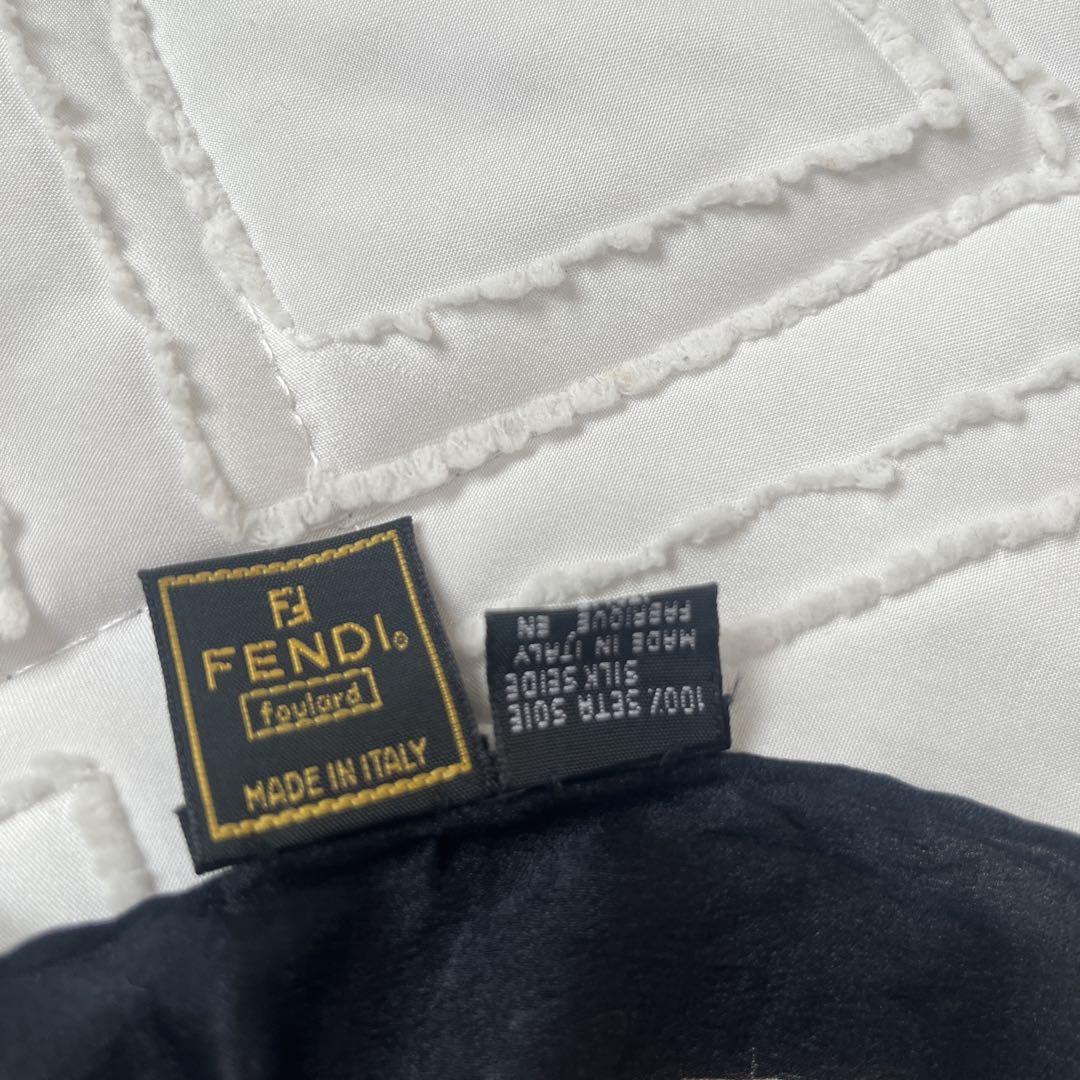 FENDI®
foulard
MADE IN ITALY
100% SETA SOIE
SILK SEIDE
MADE IN ITALY
FABRIQUE EN